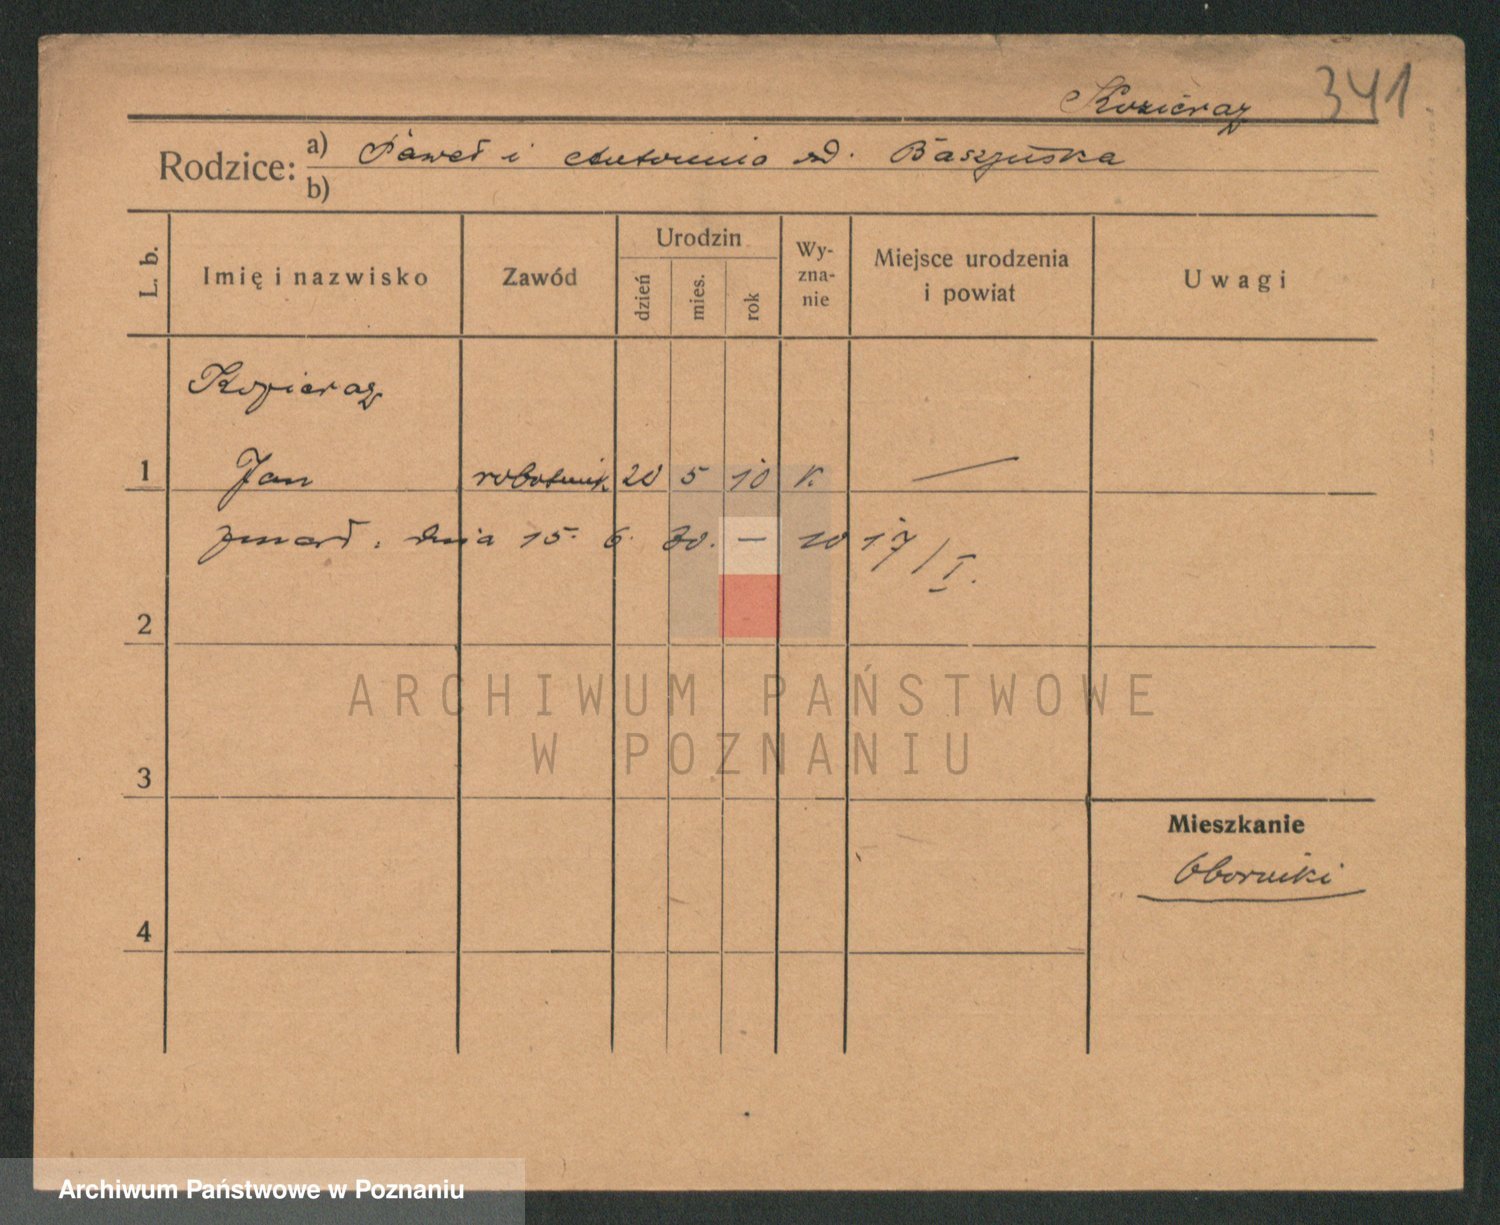 Kozieraz 341
Rodzice: a) Paweł i Antonina
b)
L. b. Imię i nazwisko Zawód Urodzin dzień mies. rok Wy-zna-nie Miejsce urodzenia i powiat Uwagi
Kozieraz
1 Jan robotnik 20 5 10 k. —
zmarł. dnia 15. 6. 30. — 20 17/I.
2
ARCHIWUM PAŃSTWOWE
W POZNANIU
3
Mieszkanie
Oborniki
4
Archiwum Państwowe w Poznaniu